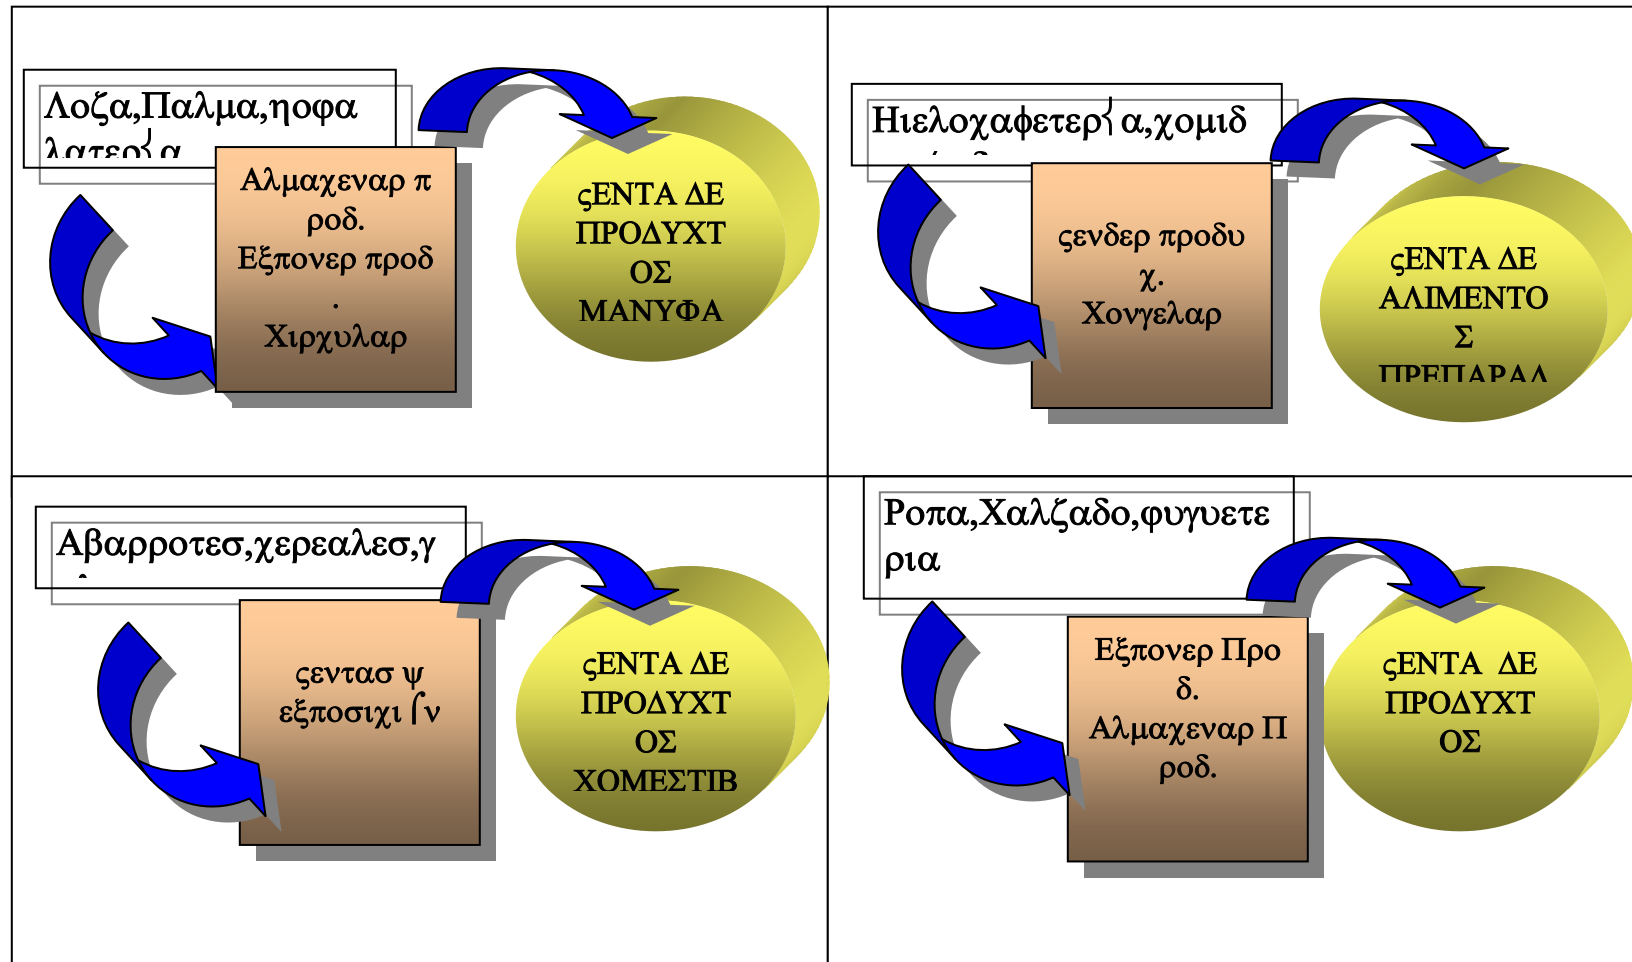 Λοζα,Παλμα,ηοφα
λατερ⎨α
Αλμαχεναρ π
ροδ.
Εξπονερ προδ
.
Χιρχυλαρ
ςΕΝΤΑ ΔΕ
ΠΡΟΔΥΧΤ
ΟΣ
ΜΑΝΥΦΑ
Ηιελοχαφετερ⎨α,χομιδ
ςενδερ προδυ
χ.
Χονγελαρ
ςΕΝΤΑ ΔΕ
ΑΛΙΜΕΝΤΟ
Σ
ΠΡΕΠΑΡΑΔ
Αβαρροτεσ,χερεαλεσ,γ
ςεντασ ψ
εξποσιχι⌠ν
ςΕΝΤΑ ΔΕ
ΠΡΟΔΥΧΤ
ΟΣ
ΧΟΜΕΣΤΙΒ
Ροπα,Χαλζαδο,φυγυετε
ρια
Εξπονερ Προ
δ.
Αλμαχεναρ Π
ροδ.
ςΕΝΤΑ ΔΕ
ΠΡΟΔΥΧΤ
ΟΣ